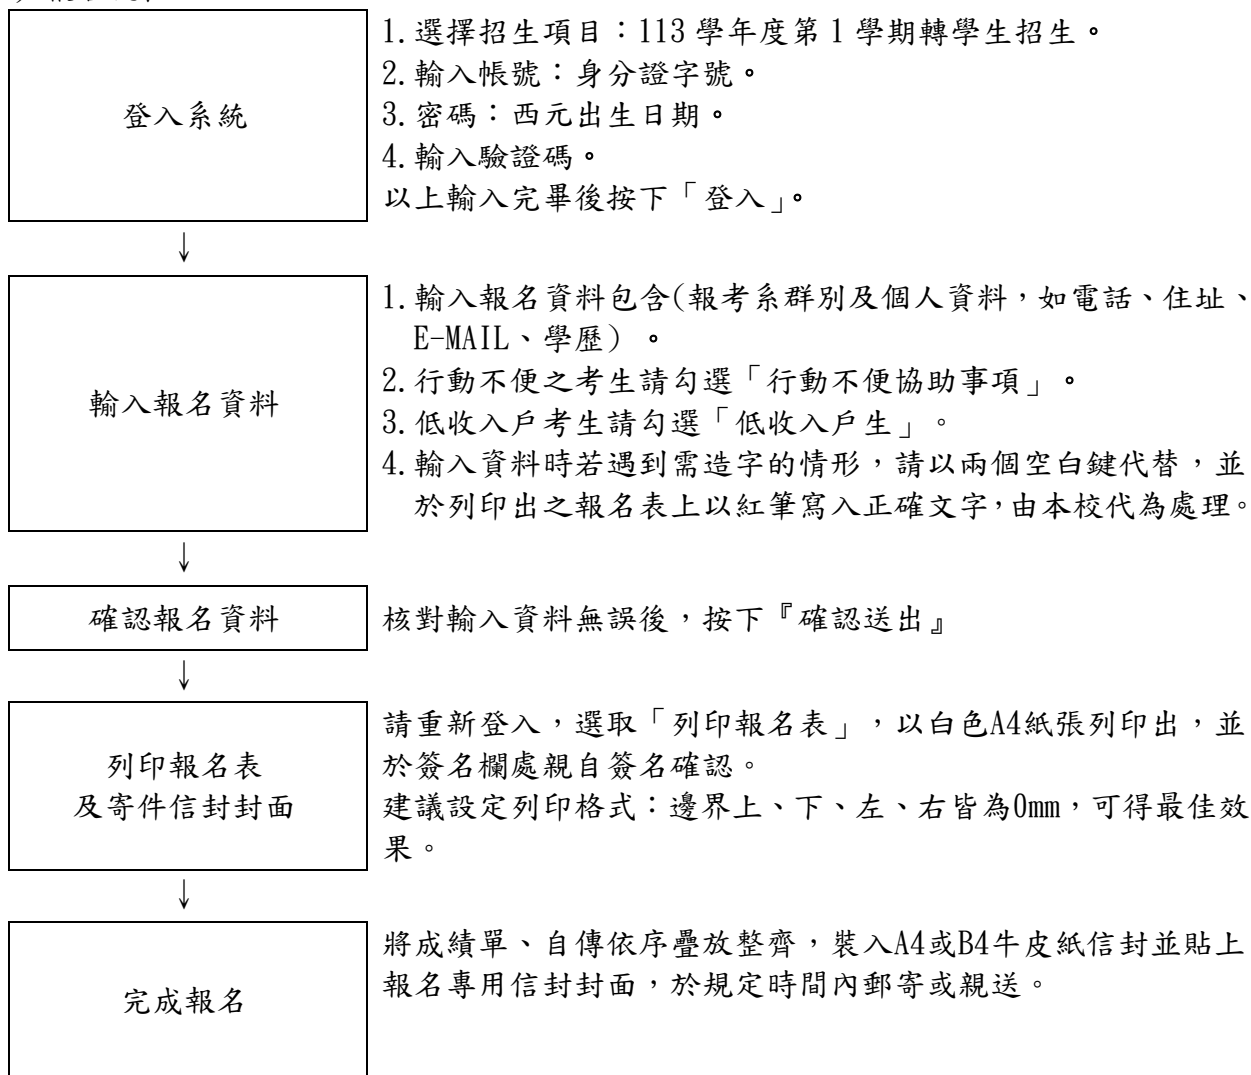 登入系統
1.選擇招生項目：113 學年度第 1 學期轉學生招生。
2.輸入帳號：身分證字號。
3.密碼：西元出生日期。
4.輸入驗證碼。
以上輸入完畢後按下「登入」。
↓
輸入報名資料
1.輸入報名資料包含(報考系群別及個人資料，如電話、住址、
E-MAIL、學歷）。
2.行動不便之考生請勾選「行動不便協助事項」。
3.低收入戶考生請勾選「低收入戶生」。
4.輸入資料時若遇到需造字的情形，請以兩個空白鍵代替，並
於列印出之報名表上以紅筆寫入正確文字，由本校代為處理。
↓
確認報名資料
核對輸入資料無誤後，按下『確認送出』
↓
列印報名表
及寄件信封封面
請重新登入，選取「列印報名表」，以白色A4紙張列印出，並
於簽名欄處親自簽名確認。
建議設定列印格式：邊界上、下、左、右皆為0mm，可得最佳效
果。
↓
完成報名
將成績單、自傳依序疊放整齊，裝入A4或B4牛皮紙信封並貼上
報名專用信封封面，於規定時間內郵寄或親送。